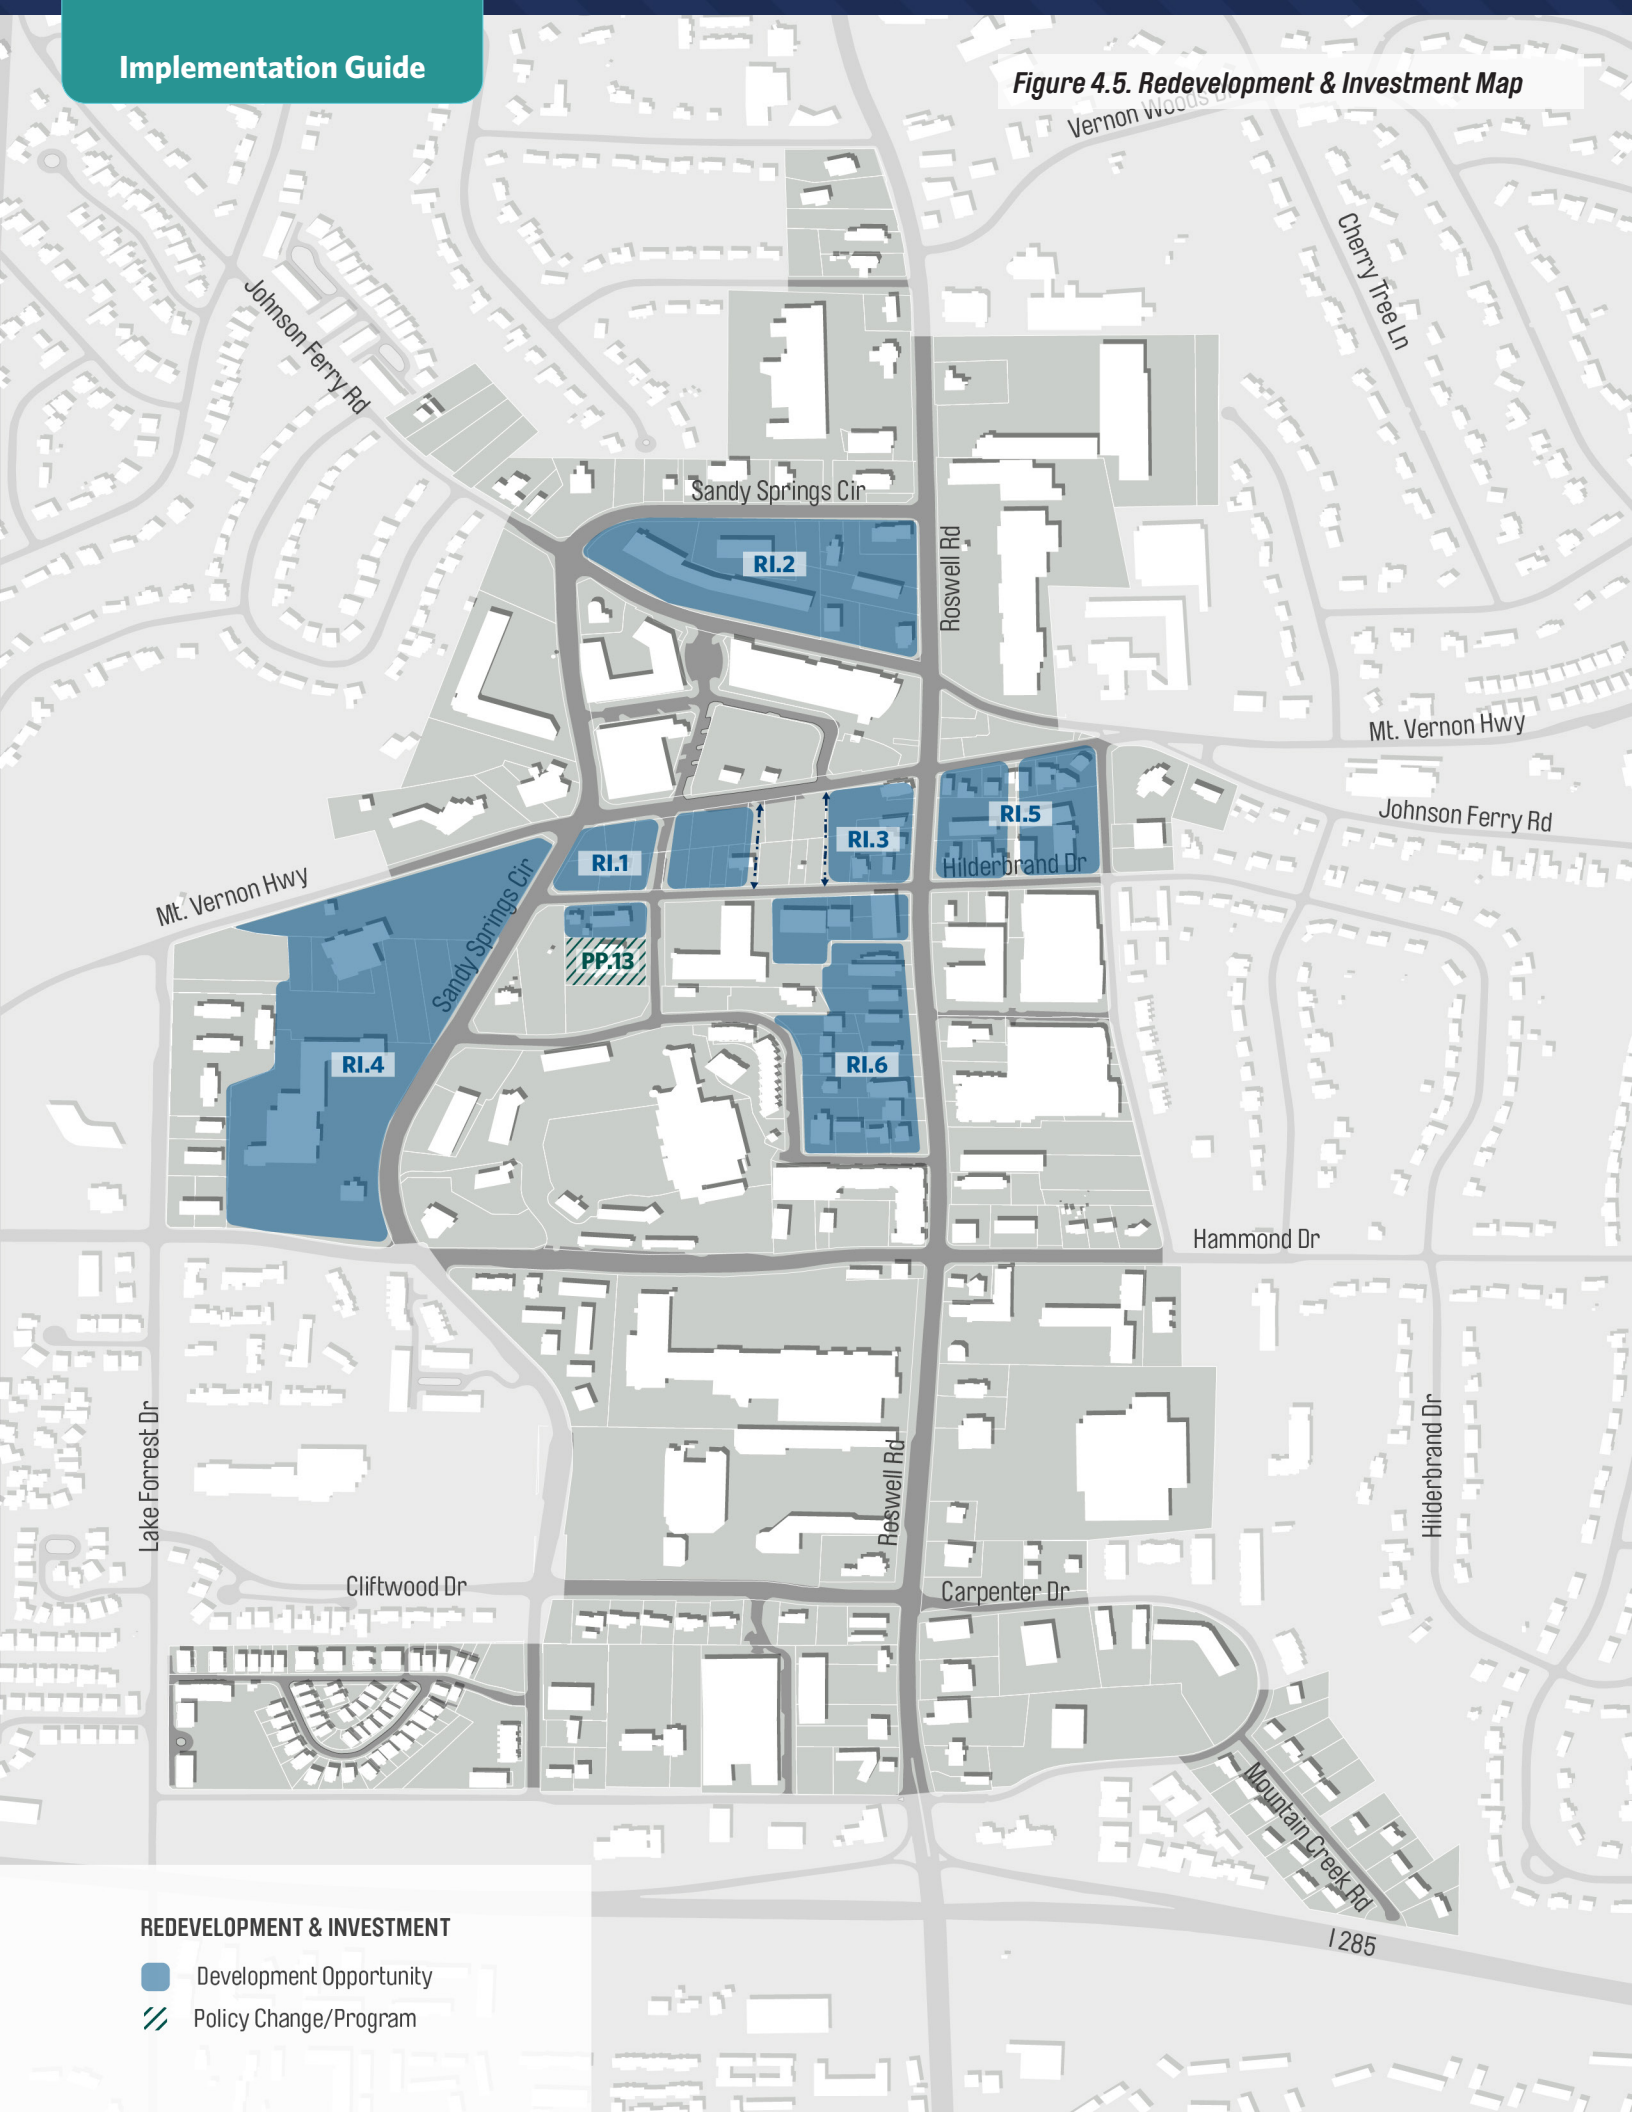 Implementation Guide
Figure 4.5. Redevelopment & Investment Map
Vernon Woods
Cherry Tree Ln
Johnson Ferry Rd
Sandy Springs Cir
Roswell Rd
RI.2
Mt. Vernon Hwy
Johnson Ferry Rd
RI.5
RI.3
RI.1
Hilderbrand Dr
Mt. Vernon Hwy
Sandy Springs Cir
PP.13
RI.4
RI.6
Hammond Dr
Lake Forrest Dr
Roswell Rd
Hilderbrand Dr
Cliftwood Dr
Carpenter Dr
Mountain Creek Rd
I 285
REDEVELOPMENT & INVESTMENT
Development Opportunity
Policy Change/Program